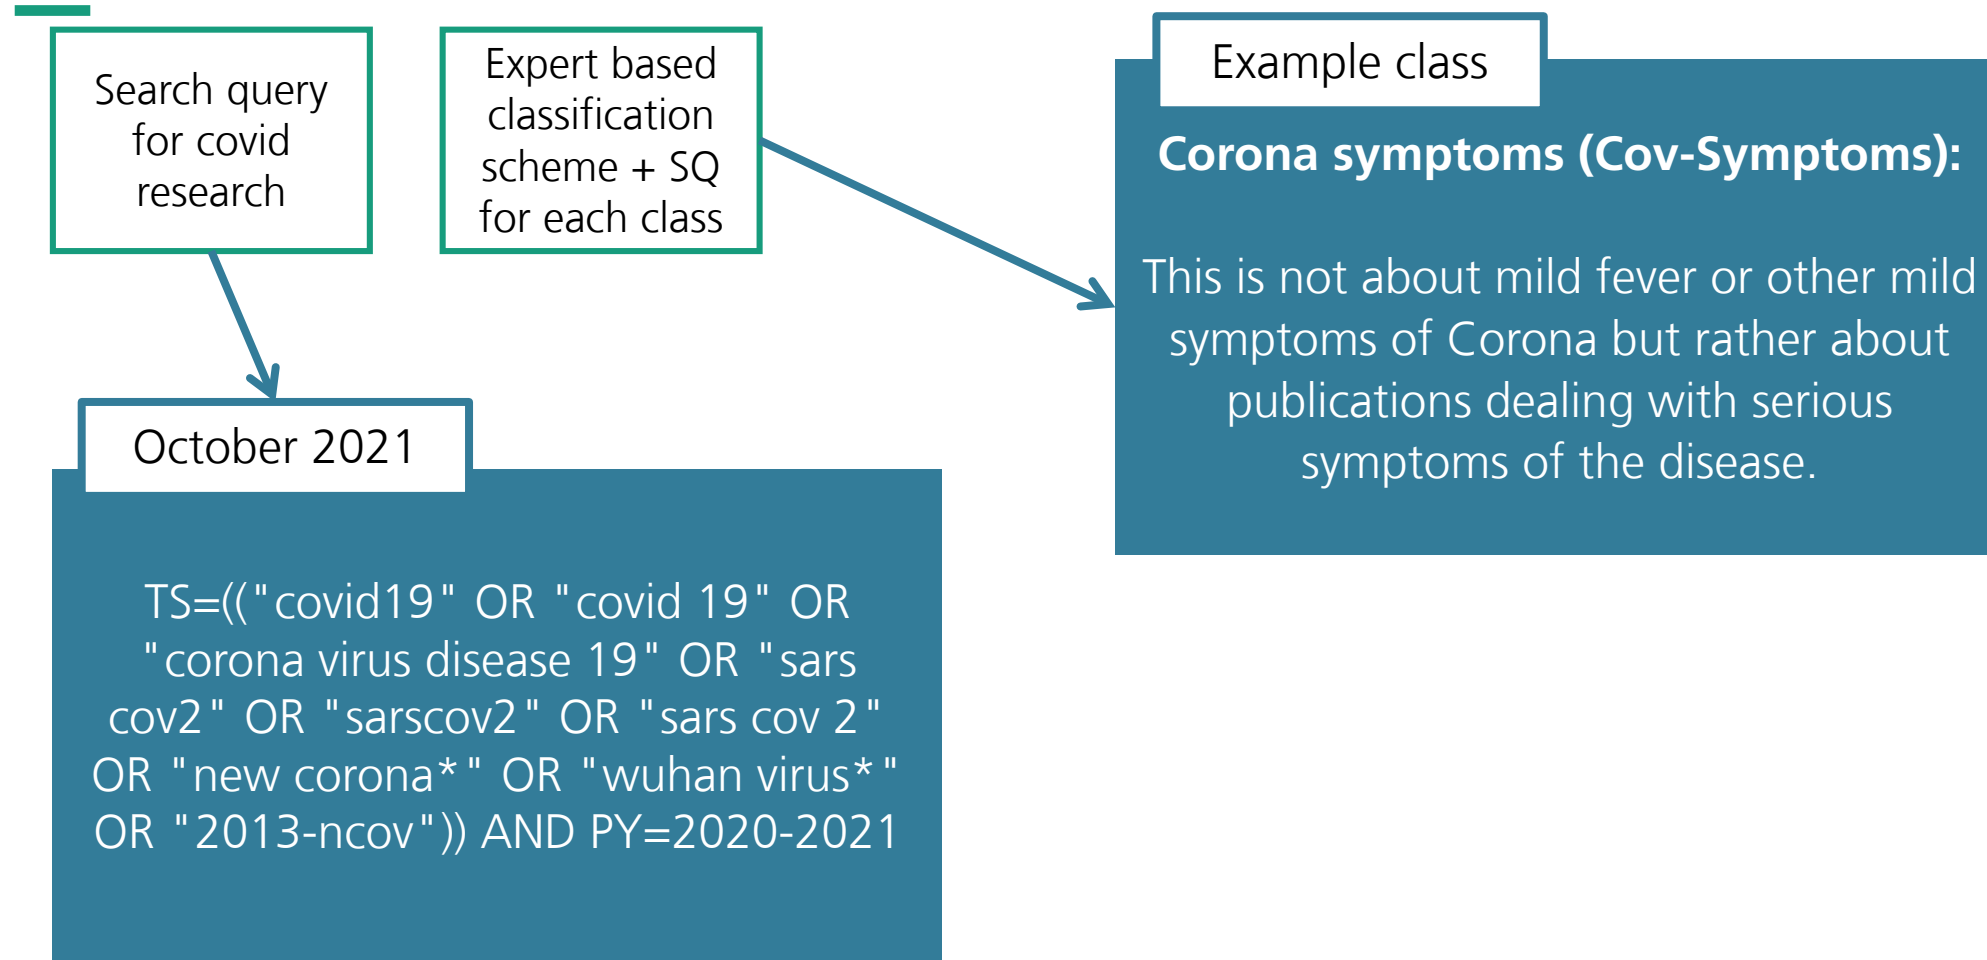 Search query
for covid
research
Expert based
classification
scheme + SQ
for each class
Example class
Corona symptoms (Cov-Symptoms):
This is not about mild fever or other mild
symptoms of Corona but rather about
publications dealing with serious
symptoms of the disease.
October 2021
TS=(("covid19" OR "covid 19" OR
"corona virus disease 19" OR "sars
cov2" OR "sarscov2" OR "sars cov 2"
OR "new corona*" OR "wuhan virus*"
OR "2013-ncov")) AND PY=2020-2021